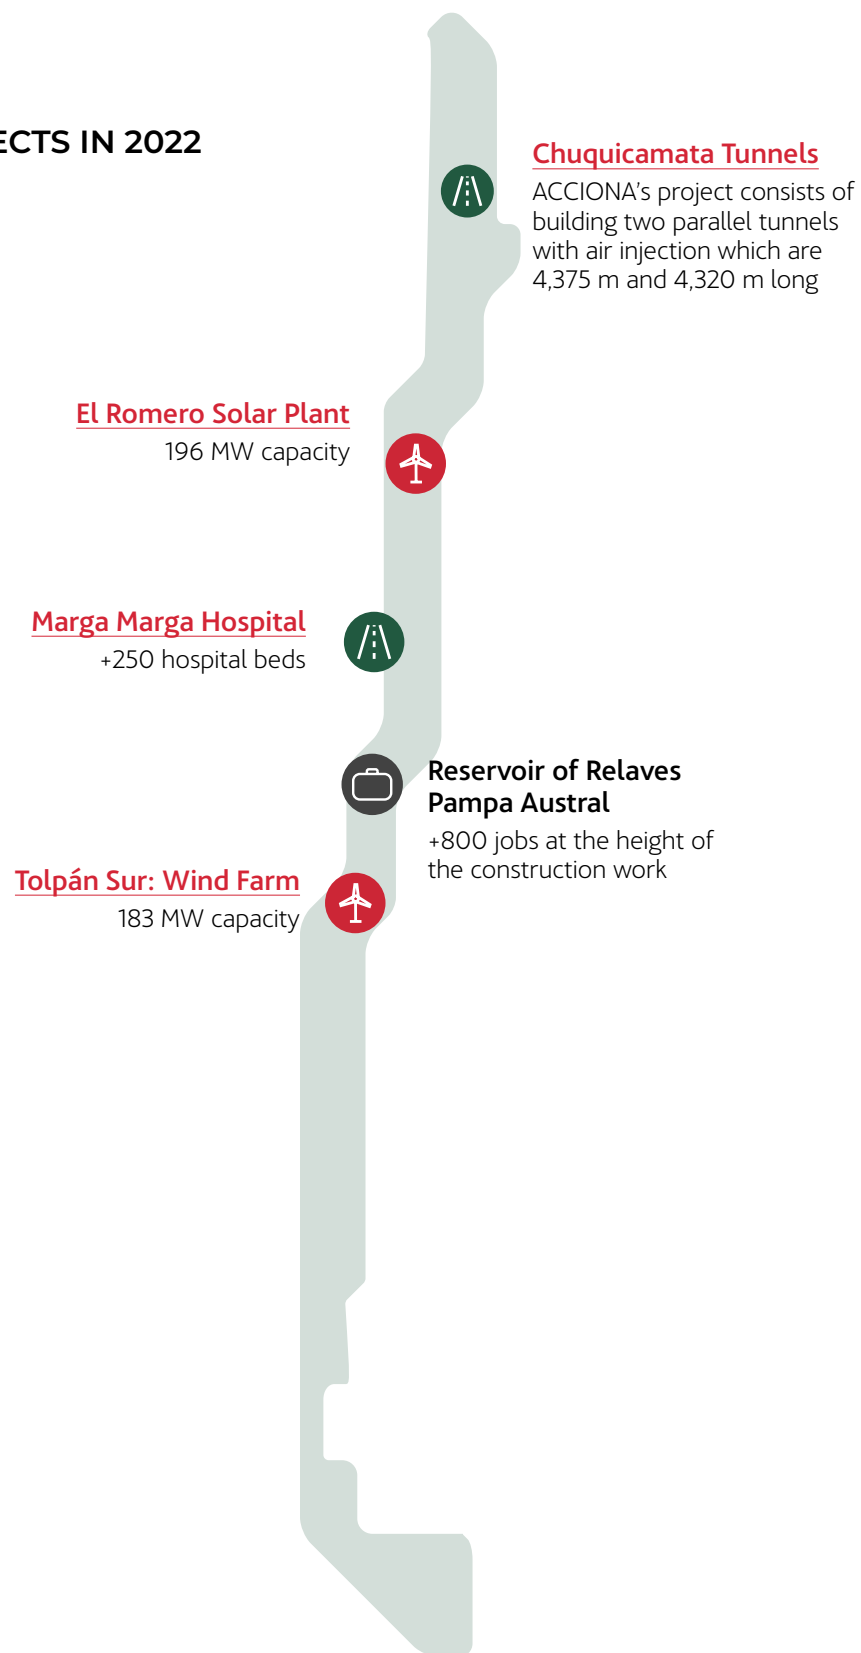 ECTS IN 2022
Chuquicamata Tunnels
ACCIONA's project consists of
building two parallel tunnels
with air injection which are
4,375 m and 4,320 m long
El Romero Solar Plant
196 MW capacity
Marga Marga Hospital
+250 hospital beds
Reservoir of Relaves
Pampa Austral
+800 jobs at the height of
the construction work
Tolpán Sur: Wind Farm
183 MW capacity